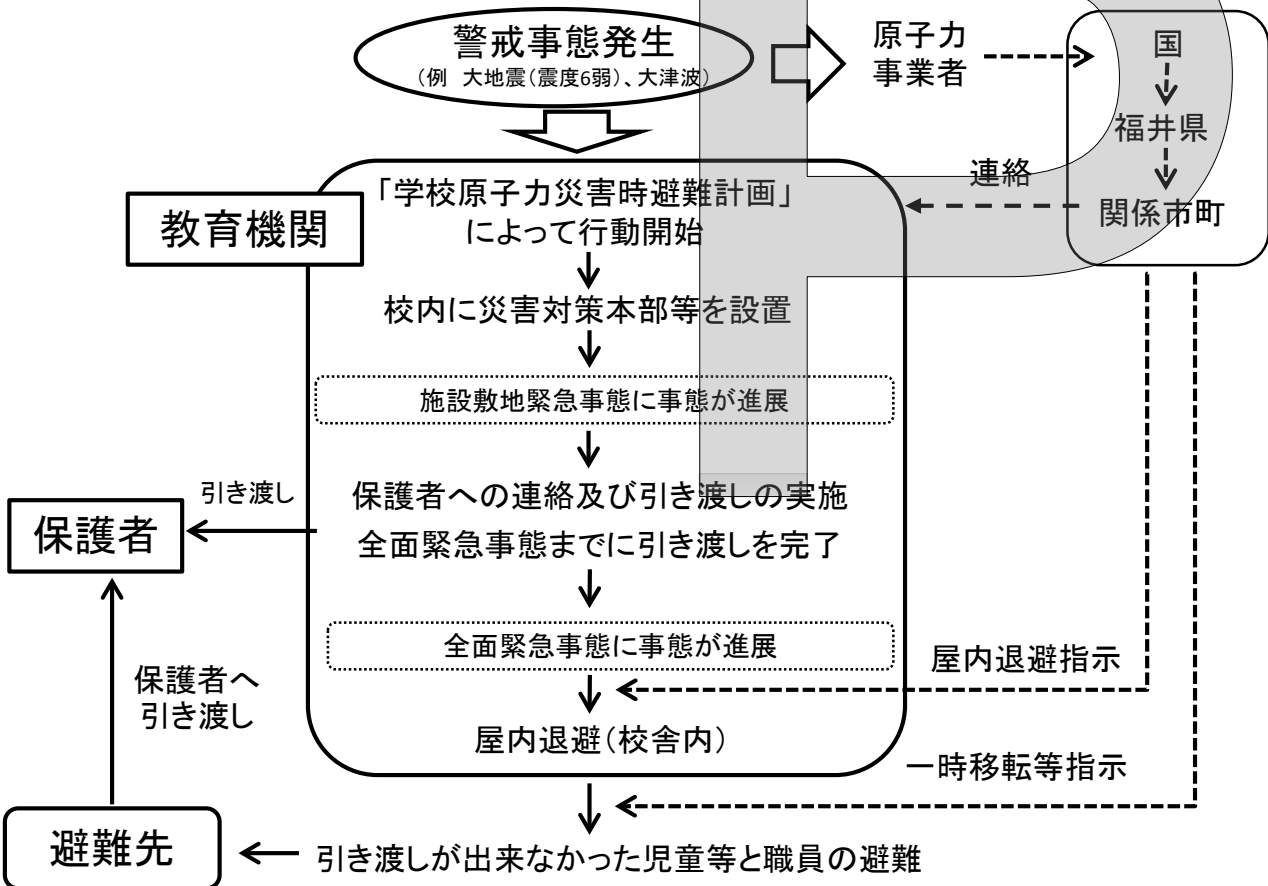 警戒事態発生
（例　大地震（震度6弱）、大津波）
原子力
事業者
国
福井県
関係市町
連絡
教育機関
「学校原子力災害時避難計画」
によって行動開始
校内に災害対策本部等を設置
施設敷地緊急事態に事態が進展
引き渡し
保護者
保護者への連絡及び引き渡しの実施
全面緊急事態までに引き渡しを完了
全面緊急事態に事態が進展
屋内退避指示
保護者へ
引き渡し
屋内退避（校舎内）
一時移転等指示
避難先
引き渡しが出来なかった児童等と職員の避難